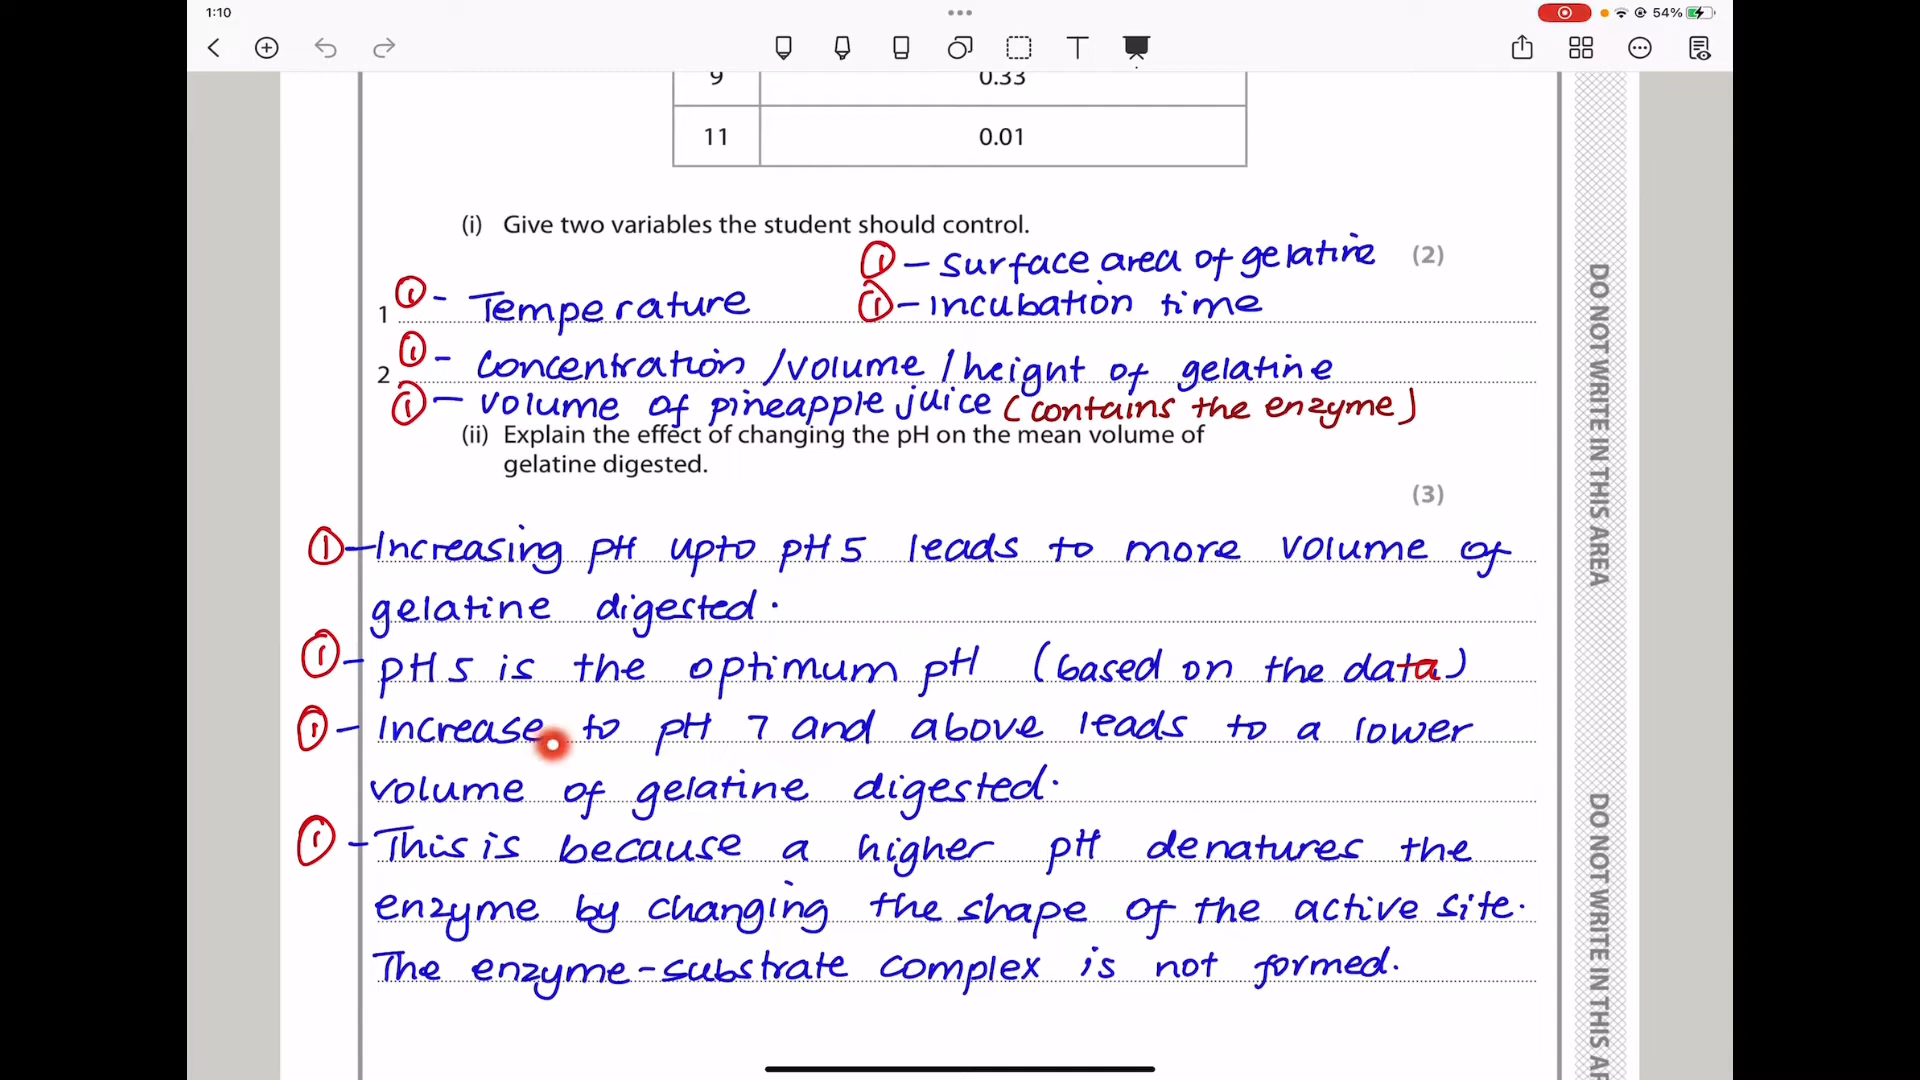 1:10
54%
9 0.33
11 0.01
(i) Give two variables the student should control.
(2)
① - surface area of gelatine
1 ① - Temperature ① - incubation time
2 ① - concentration /volume /height of gelatine
① - volume of pineapple juice (contains the enzyme)
(ii) Explain the effect of changing the pH on the mean volume of
gelatine digested.
(3)
① - Increasing pH upto pH 5 leads to more volume of
gelatine digested.
① - pH 5 is the optimum pH (based on the data)
① - Increase to pH 7 and above leads to a lower
volume of gelatine digested.
① - This is because a higher pH denatures the
enzyme by changing the shape of the active site.
The enzyme-substrate complex is not formed.
DO NOT WRITE IN THIS AREA
DO NOT WRITE IN THIS AR